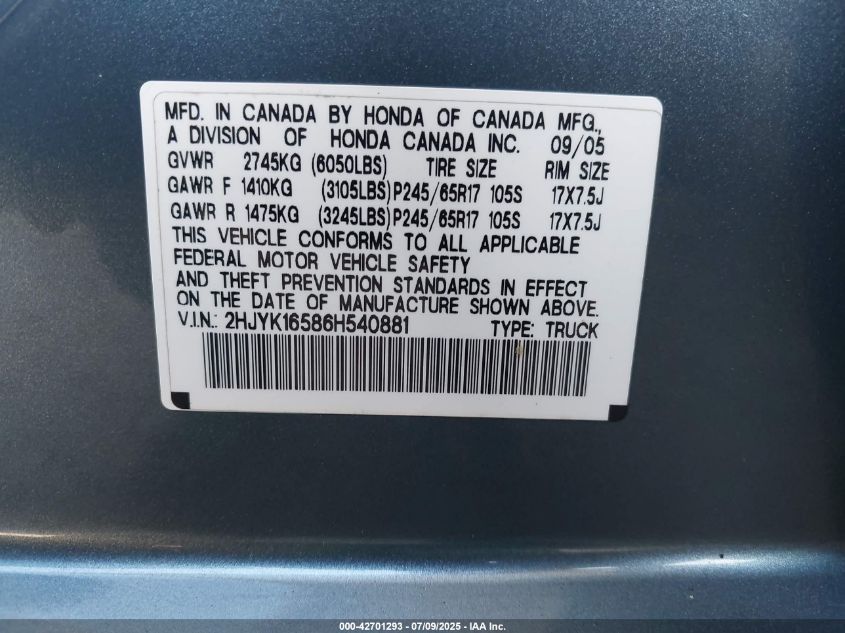 MFD. IN CANADA BY HONDA OF CANADA MFG.,
A DIVISION OF HONDA CANADA INC. 09/05
GVWR 2745KG (6050LBS) TIRE SIZE RIM SIZE
GAWR F 1410KG (3105LBS) P245/65R17 105S 17X7.5J
GAWR R 1475KG (3245LBS) P245/65R17 105S 17X7.5J
THIS VEHICLE CONFORMS TO ALL APPLICABLE
FEDERAL MOTOR VEHICLE SAFETY
AND THEFT PREVENTION STANDARDS IN EFFECT
ON THE DATE OF MANUFACTURE SHOWN ABOVE.
V.I.N.: 2HJYK16586H540881 TYPE: TRUCK
000-42701293 - 07/09/2025 - IAA Inc.